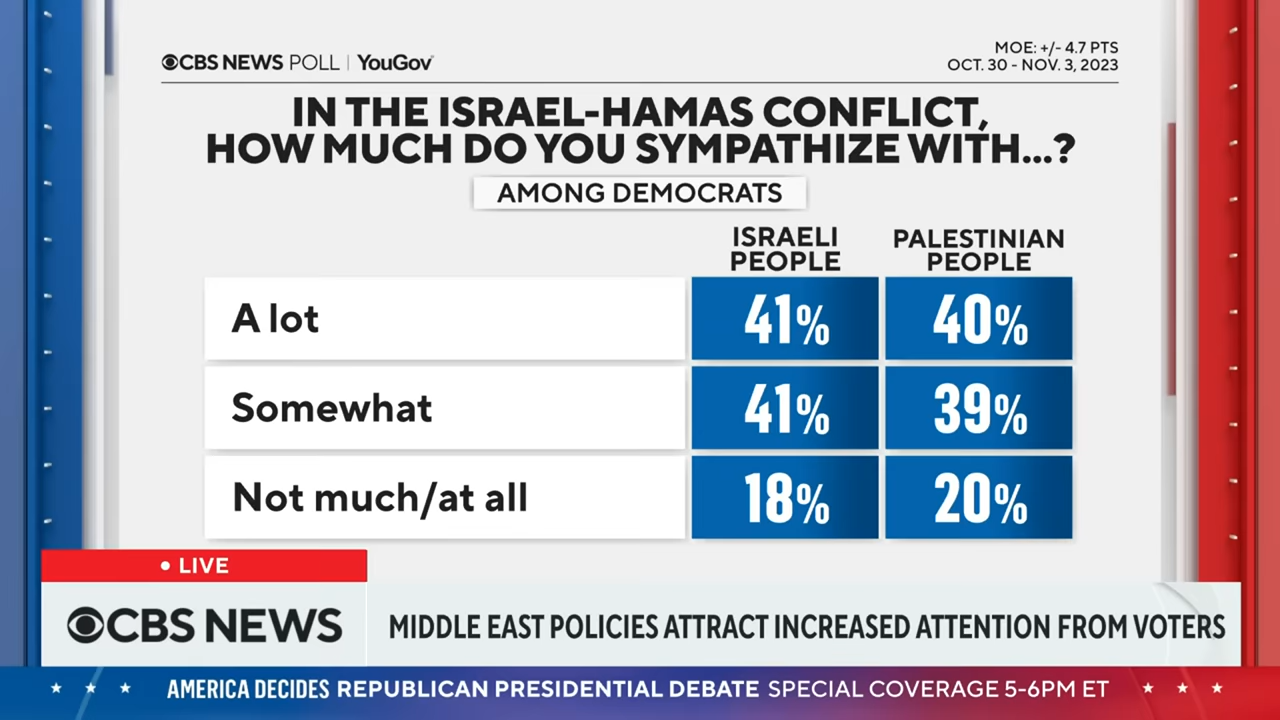 CBS NEWS POLL | YouGov
MOE: +/- 4.7 PTS
OCT. 30 - NOV. 3, 2023
IN THE ISRAEL-HAMAS CONFLICT,
HOW MUCH DO YOU SYMPATHIZE WITH...?
AMONG DEMOCRATS
ISRAELI PEOPLE
PALESTINIAN PEOPLE
A lot 41% 40%
Somewhat 41% 39%
Not much/at all 18% 20%
• LIVE
CBS NEWS
MIDDLE EAST POLICIES ATTRACT INCREASED ATTENTION FROM VOTERS
AMERICA DECIDES REPUBLICAN PRESIDENTIAL DEBATE SPECIAL COVERAGE 5-6PM ET